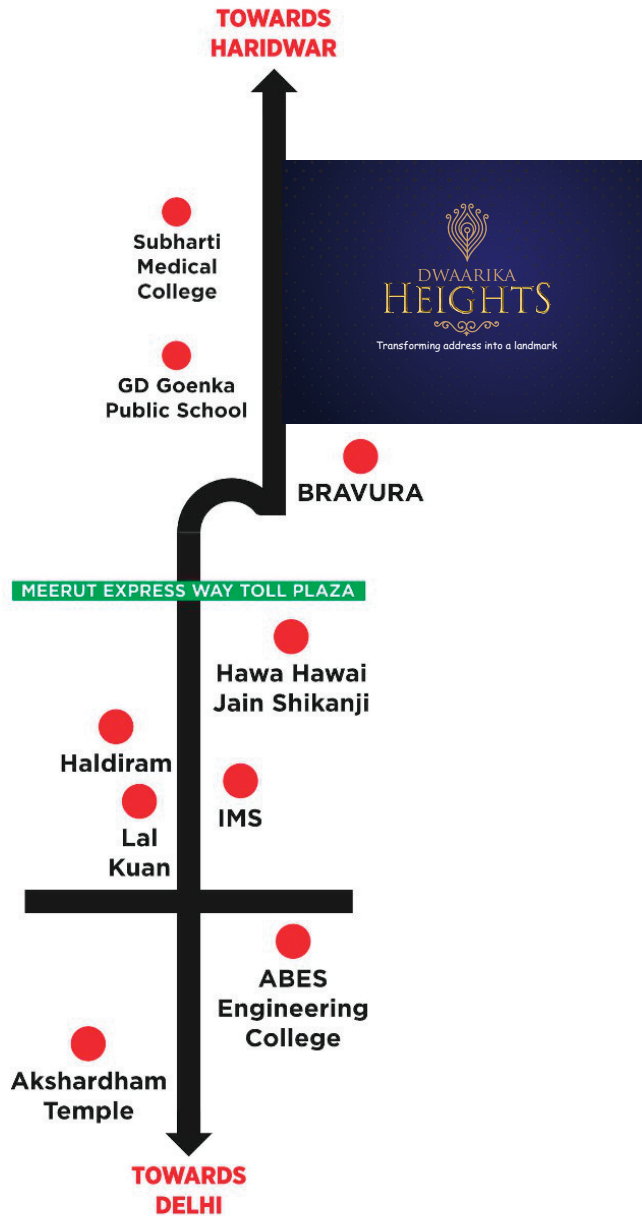 TOWARDS
HARIDWAR
Subharti
Medical
College
DWAARIKA
HEIGHTS
Transforming address into a landmark
GD Goenka
Public School
BRAVURA
MEERUT EXPRESS WAY TOLL PLAZA
Hawa Hawai
Jain Shikanji
Haldiram
IMS
Lal
Kuan
ABES
Engineering
College
Akshardham
Temple
TOWARDS
DELHI